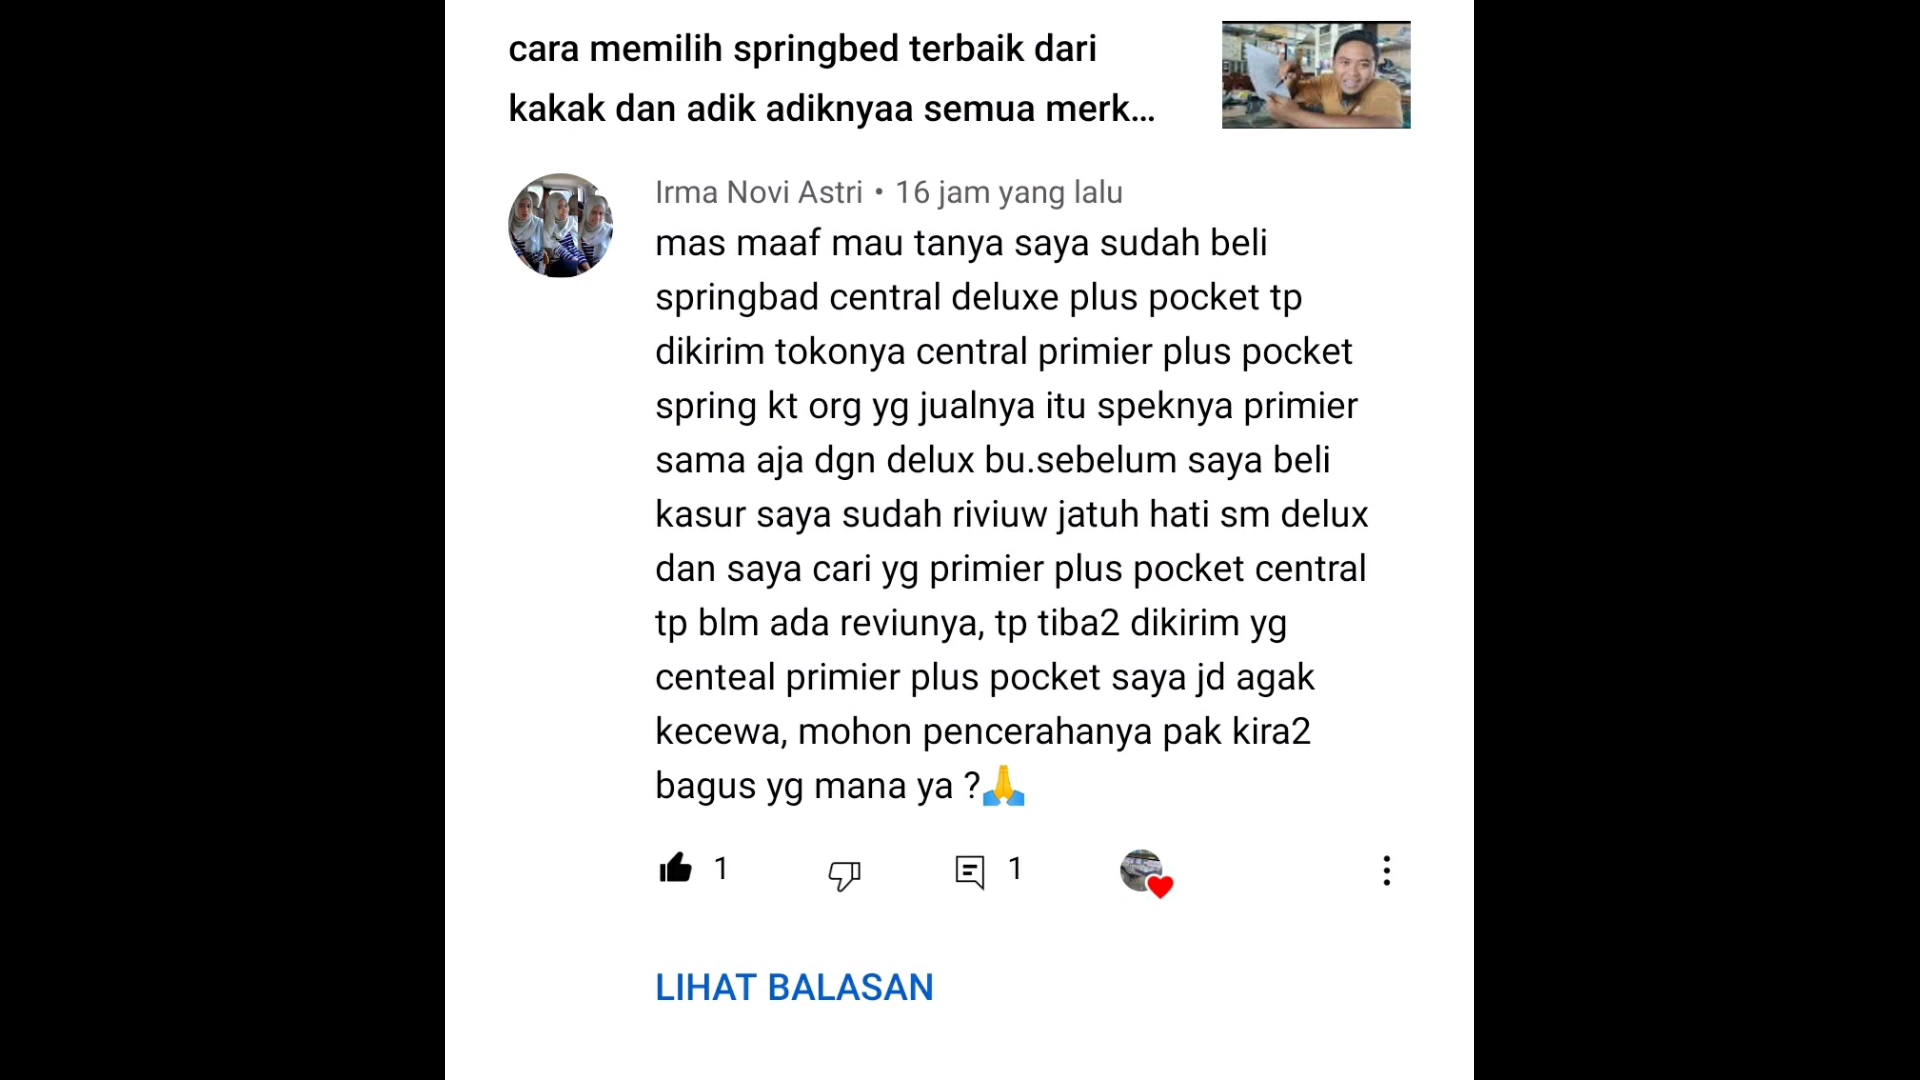 cara memilih springbed terbaik dari
kakak dan adik adiknyaa semua merk...
Irma Novi Astri • 16 jam yang lalu
mas maaf mau tanya saya sudah beli
springbad central deluxe plus pocket tp
dikirim tokonya central primier plus pocket
spring kt org yg jualnya itu speknya primier
sama aja dgn delux bu.sebelum saya beli
kasur saya sudah riviuw jatuh hati sm delux
dan saya cari yg primier plus pocket central
tp blm ada reviunya, tp tiba2 dikirim yg
centeal primier plus pocket saya jd agak
kecewa, mohon pencerahanya pak kira2
bagus yg mana ya ?🙏
1 1
LIHAT BALASAN